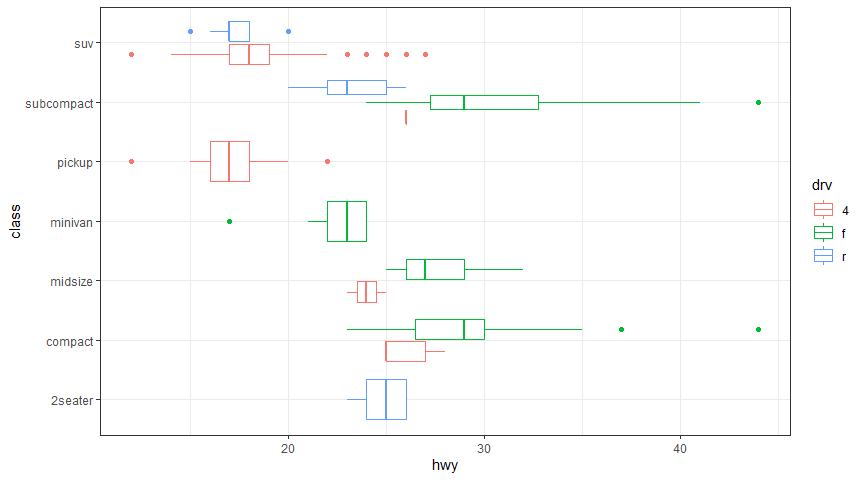 suv
subcompact
pickup
minivan
midsize
compact
2seater
class
20 30 40
hwy
drv
4
f
r